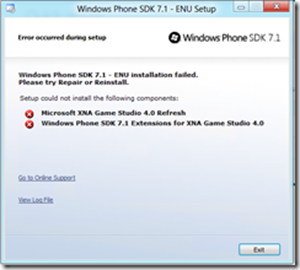 Windows Phone SDK 7.1 - ENU Setup
Error occurred during setup
Windows Phone SDK 7.1
Windows Phone SDK 7.1 - ENU installation failed.
Please try Repair or Reinstall.
Setup could not install the following components:
Microsoft XNA Game Studio 4.0 Refresh
Windows Phone SDK 7.1 Extensions for XNA Game Studio 4.0
Go to Online Support
View Log File
Exit